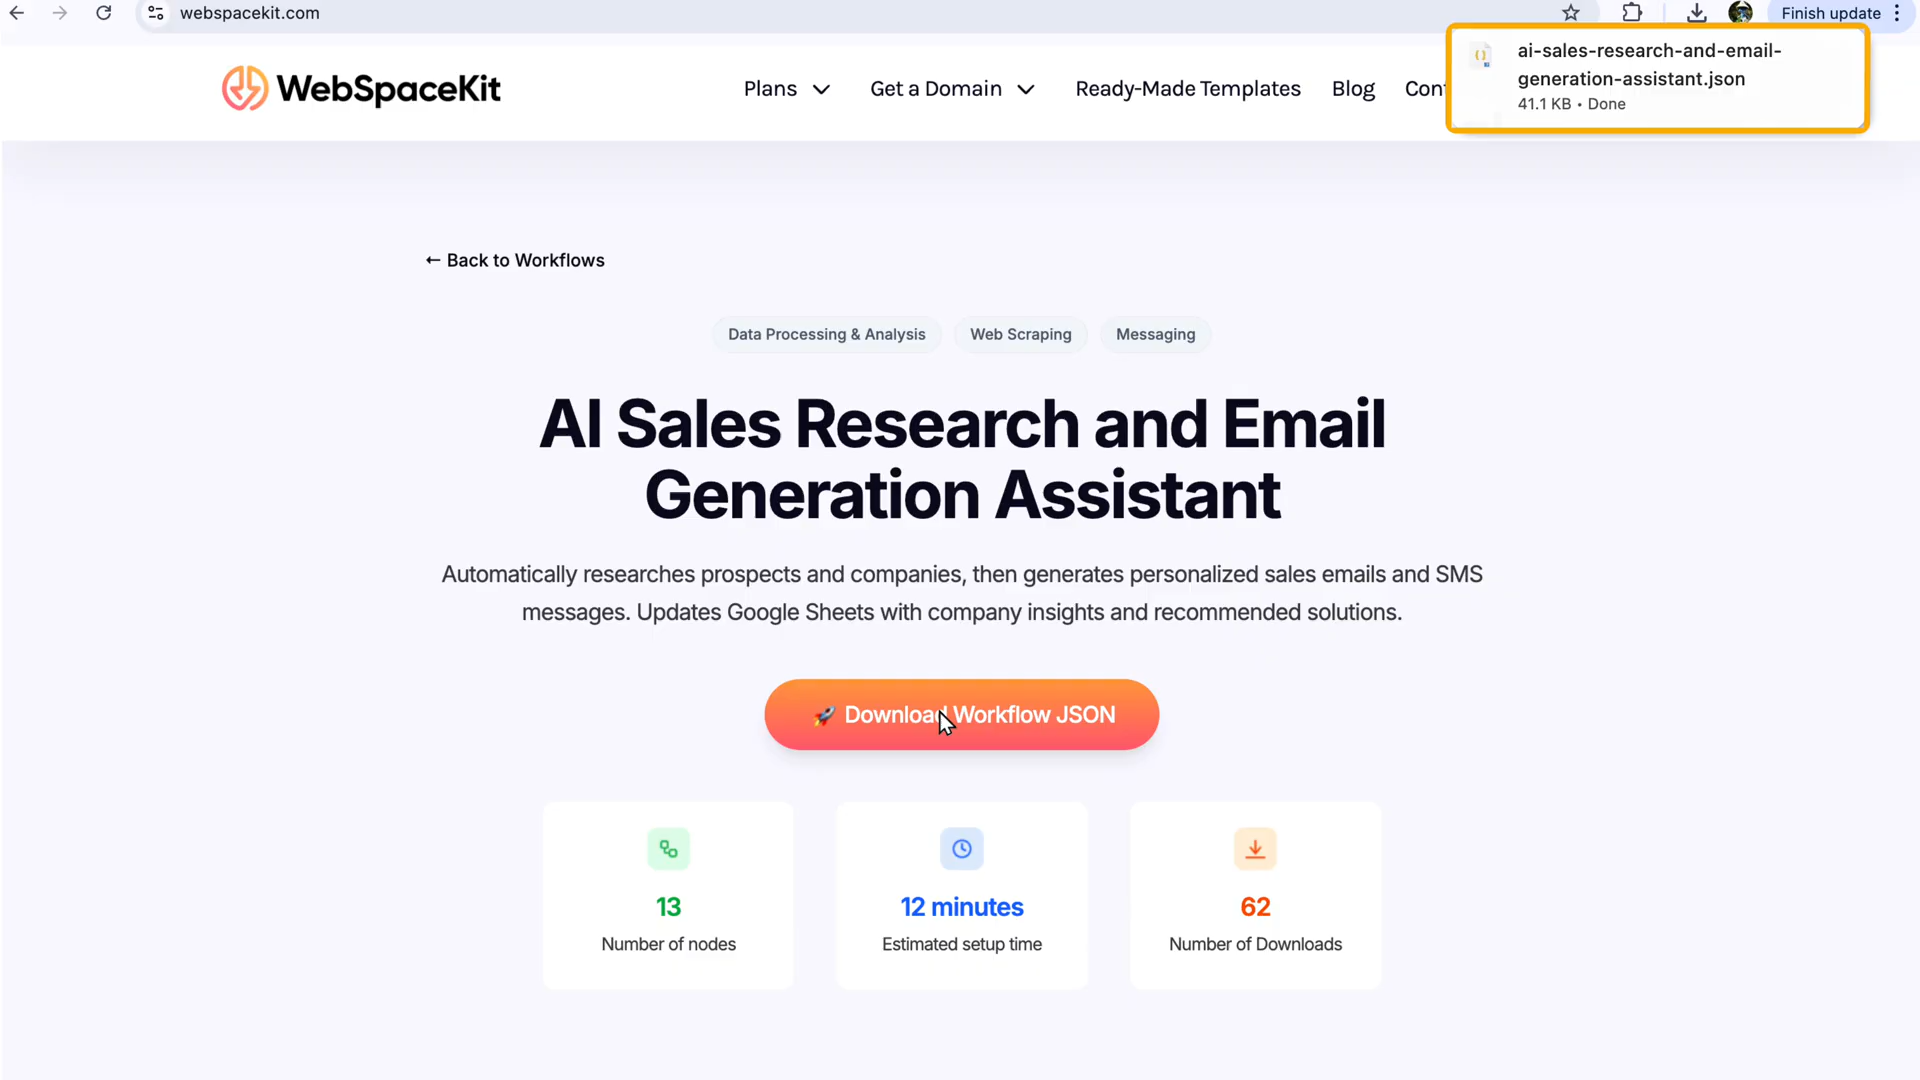 webspacekit.com
Finish update
ai-sales-research-and-email-
generation-assistant.json
41.1 KB • Done
WebSpaceKit
Plans
Get a Domain
Ready-Made Templates
Blog
← Back to Workflows
Data Processing & Analysis
Web Scraping
Messaging
AI Sales Research and Email
Generation Assistant
Automatically researches prospects and companies, then generates personalized sales emails and SMS
messages. Updates Google Sheets with company insights and recommended solutions.
🚀 Download Workflow JSON
13
Number of nodes
12 minutes
Estimated setup time
62
Number of Downloads